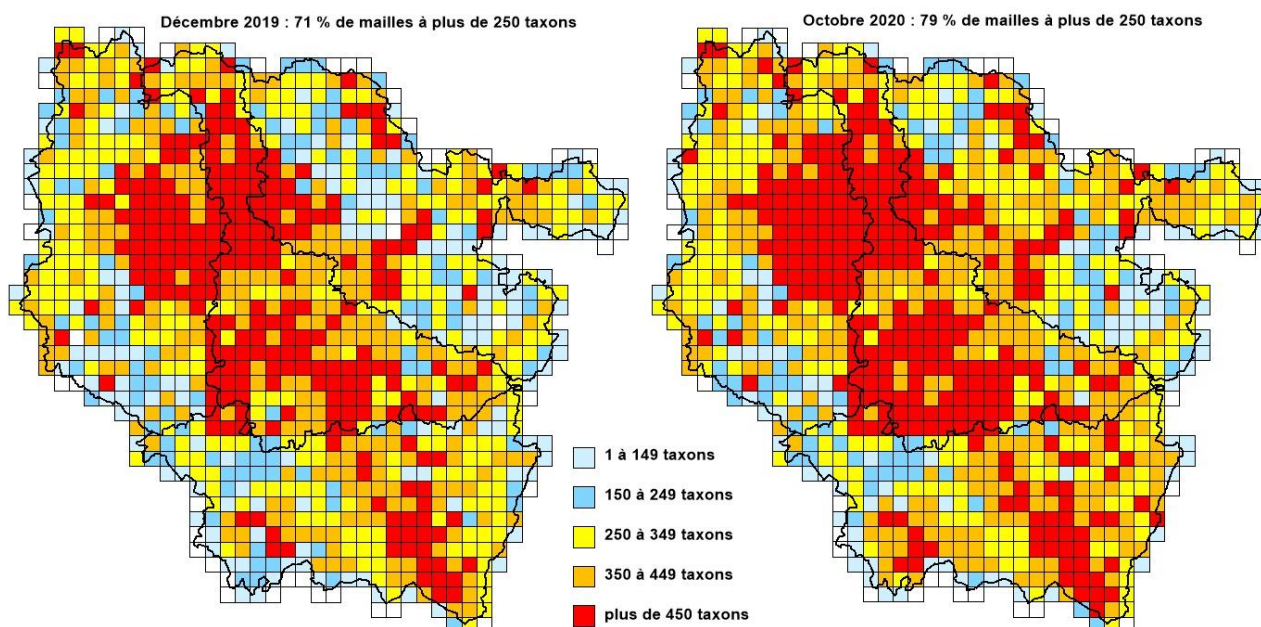 Décembre 2019 : 71 % de mailles à plus de 250 taxons
Octobre 2020 : 79 % de mailles à plus de 250 taxons
1 à 149 taxons
150 à 249 taxons
250 à 349 taxons
350 à 449 taxons
plus de 450 taxons